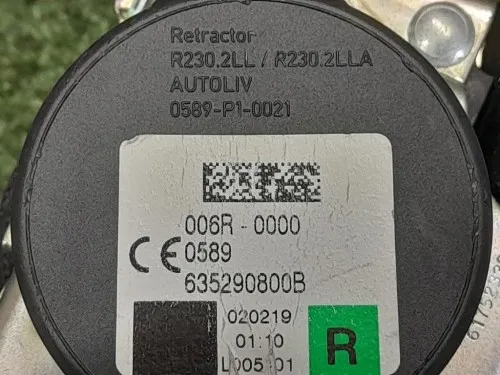 Retractor
R230.2LL / R230.2LLA
AUTOLIV
0589-P1-0021
006R - 0000
CE 0589
635290800B
020219
01:10
R
L005 01